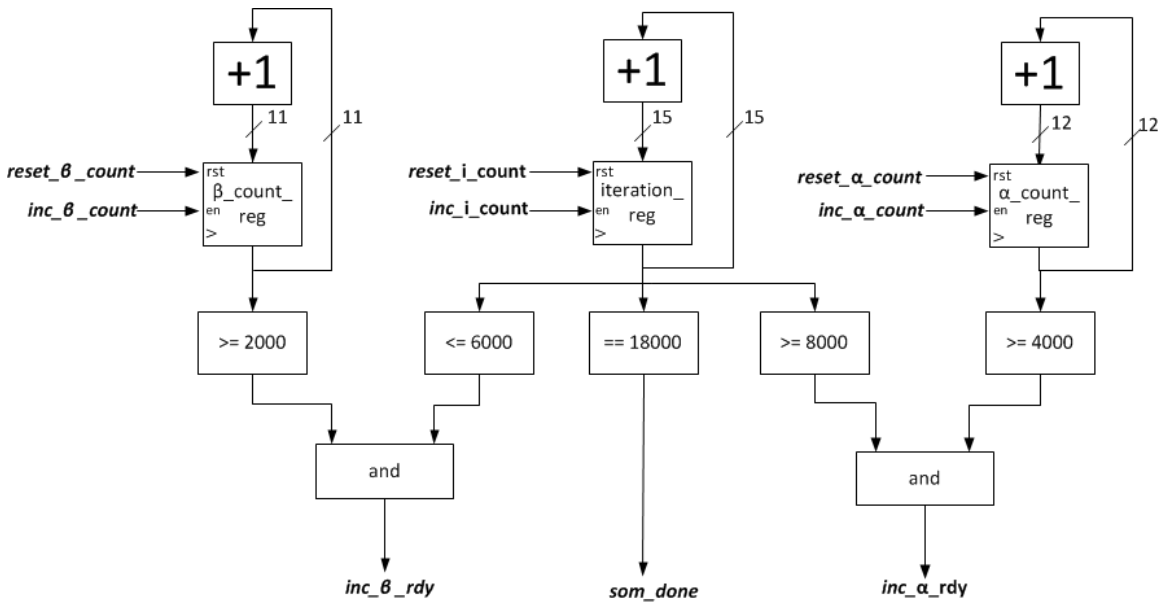 +1
+1
+1
11
11
15
15
12
12
reset_β_count
rst
β_count_
reg
inc_β_count
en
>
reset_i_count
rst
iteration_
reg
inc_i_count
en
>
reset_α_count
rst
α_count_
reg
inc_α_count
en
>
>= 2000
<= 6000
== 18000
>= 8000
>= 4000
and
and
inc_β_rdy
som_done
inc_α_rdy